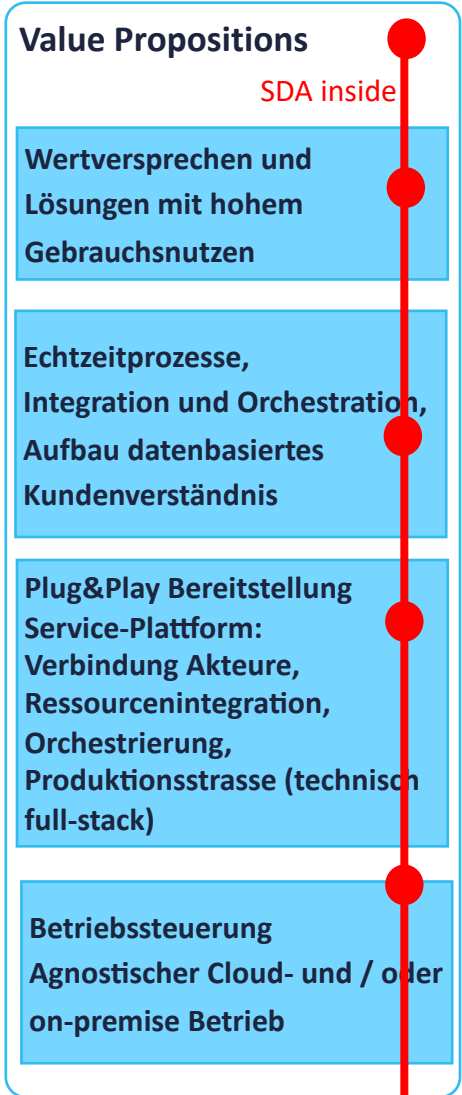 Value Propositions
SDA inside
Wertversprechen und
Lösungen mit hohem
Gebrauchsnutzen
Echtzeitprozesse,
Integration und Orchestration,
Aufbau datenbasiertes
Kundenverständnis
Plug&Play Bereitstellung
Service-Plattform:
Verbindung Akteure,
Ressourcenintegration,
Orchestrierung,
Produktionsstrasse (technisch
full-stack)
Betriebssteuerung
Agnostischer Cloud- und / oder
on-premise Betrieb